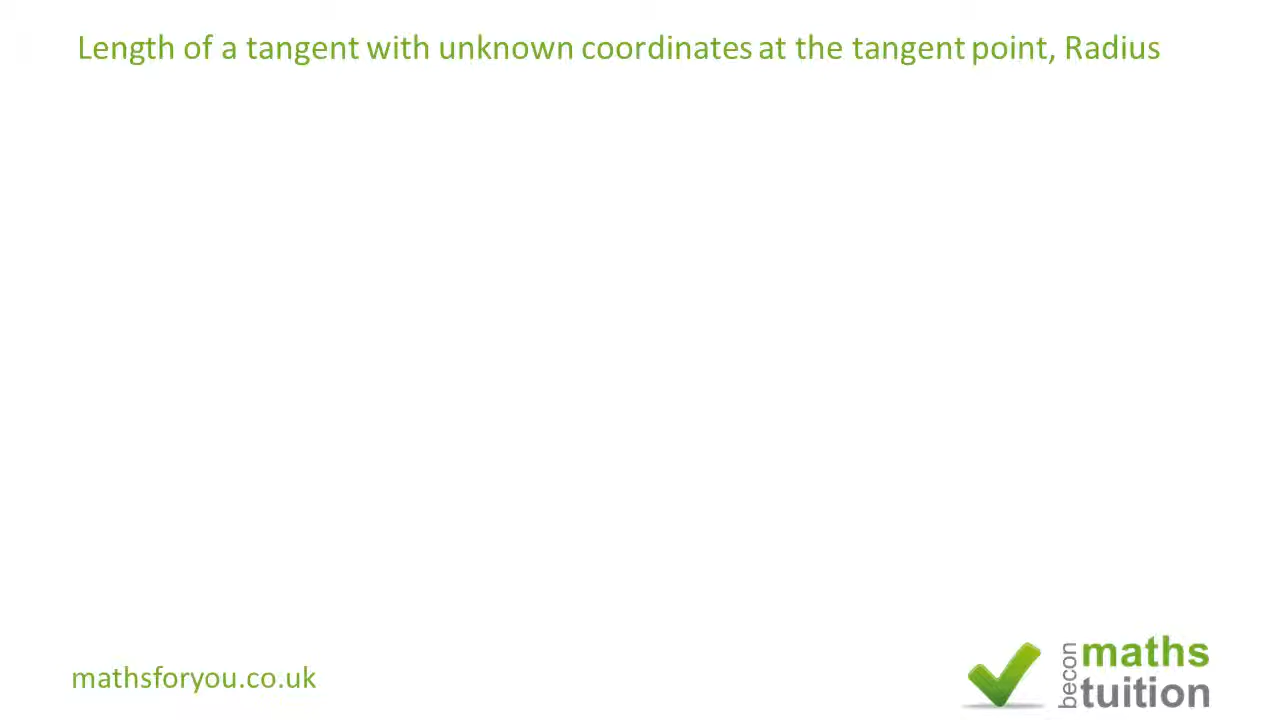 Length of a tangent with unknown coordinates at the tangent point, Radius
mathsforyou.co.uk
becon
maths
tuition